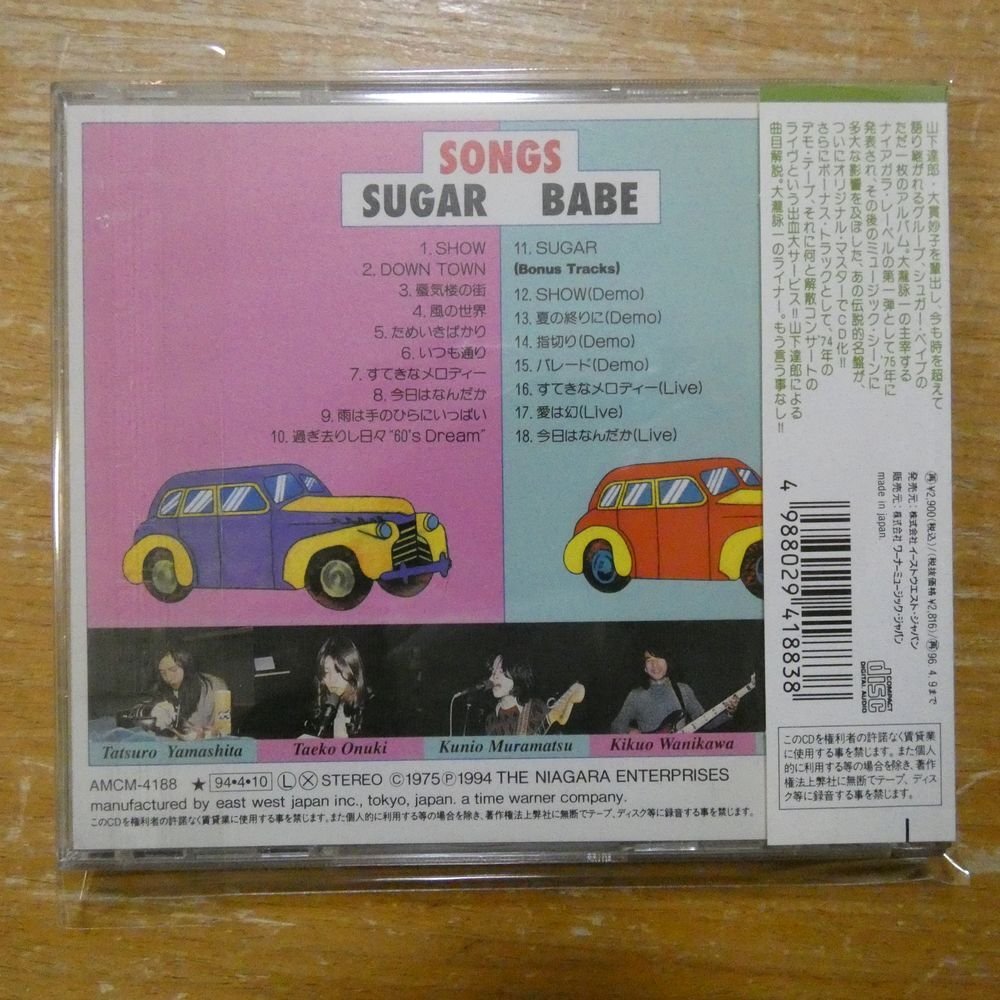 SONGS
SUGAR BABE
1. SHOW
2. DOWN TOWN
3. 蜃気楼の街
4. 風の世界
5. ためいきばかり
6. いつも通り
7. すてきなメロディー
8. 今日はなんだか
9. 雨は手のひらにいっぱい
10. 過ぎ去りし日々 "60's Dream"
11. SUGAR
(Bonus Tracks)
12. SHOW(Demo)
13. 夏の終りに(Demo)
14. 指切り(Demo)
15. パレード(Demo)
16. すてきなメロディー(Live)
17. 愛は幻(Live)
18. 今日はなんだか(Live)
Tatsuro Yamashita
Taeko Onuki
Kunio Muramatsu
Kikuo Wanikawa
AMCM-4188 ★ 94・4・10 L X STEREO ©1975 Ⓟ1994 THE NIAGARA ENTERPRISES
manufactured by east west japan inc., tokyo, japan. a time warner company.
このCDを権利者の許諾なく賃貸業に使用する事を禁じます。また個人的に利用する等の場合を除き、著作権法上弊社に無断でテープ、ディスク等に録音する事を禁じます。
山下達郎・大貫妙子を輩出し、今も時を超えて
語り継がれるグループ、シュガー・ベイブの
ただ一枚のアルバム。大瀧詠一の主宰する
ナイアガラ・レーベルの第一弾として'75年に
発表され、その後のミュージック・シーンに
多大な影響を及ぼした、あの伝説的名盤が、
ついにオリジナル・マスターでCD化!!
さらにボーナス・トラックとして、'74年の
デモ・テープ、それに何と解散コンサートの
ライヴという出血大サービス!!山下達郎による
曲目解説。大瀧詠一のライナー。もう言う事なし!!
再¥2,900(税込)/(税抜価格¥2,816)/再96.4.9まで
発売元:株式会社イーストウエスト・ジャパン
販売元:株式会社ワーナーミュージック・ジャパン
made in japan.
4 988029 418838
COMPACT
disc
DIGITAL AUDIO
このCDを権利者の許諾なく賃貸業
に使用する事を禁じます。また個人
的に利用する等の場合を除き、著作
権法上弊社に無断でテープ、ディス
ク等に録音する事を禁じます。